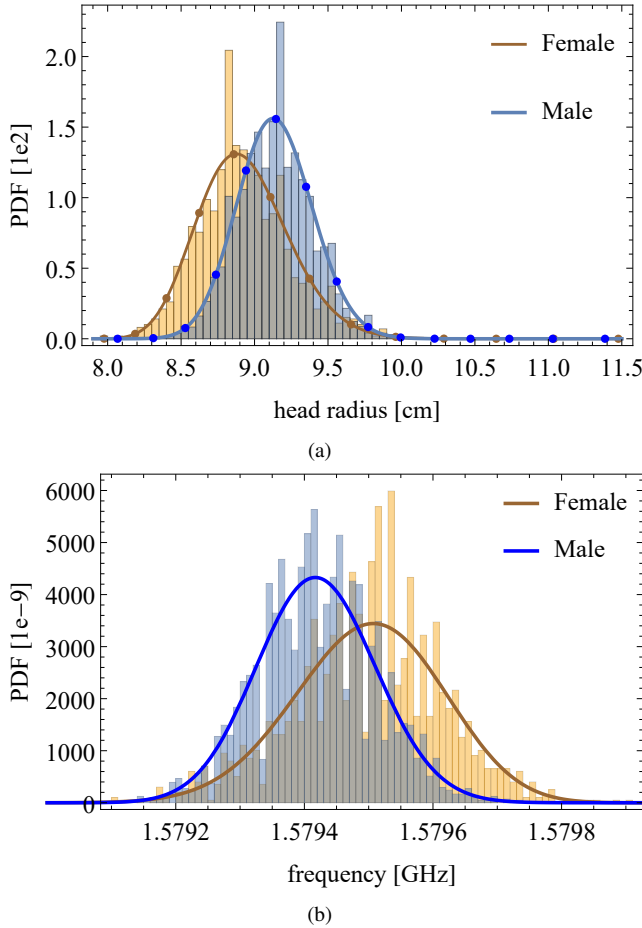 2.0
1.5
1.0
0.5
0.0
PDF [1e2]
Female
Male
8.0 8.5 9.0 9.5 10.0 10.5 11.0 11.5
head radius [cm]
(a)
6000
5000
4000
3000
2000
1000
0
PDF [1e−9]
Female
Male
1.5792 1.5794 1.5796 1.5798
frequency [GHz]
(b)